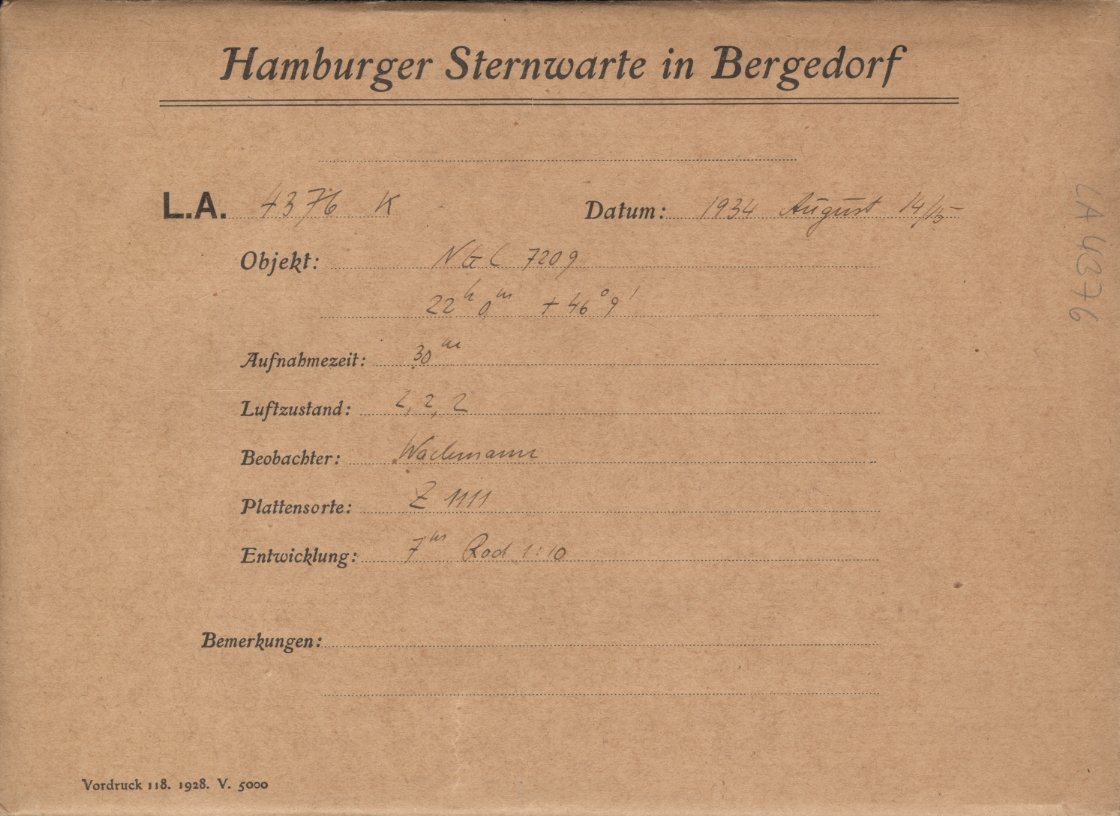 Hamburger Sternwarte in Bergedorf
L.A. 4376 K
Datum: 1934 August 14/15
Objekt: NGC 7209
22ʰ 0ᵐ +46° 9'
Aufnahmezeit: 30ᵐ
Luftzustand: 2, 2, 2
Beobachter: Wachmann
Plattensorte: Z 1111
Entwicklung: 7ᵐ Rod 1:10
Bemerkungen:
Vordruck 118. 1928. V. 5000
LA 4376